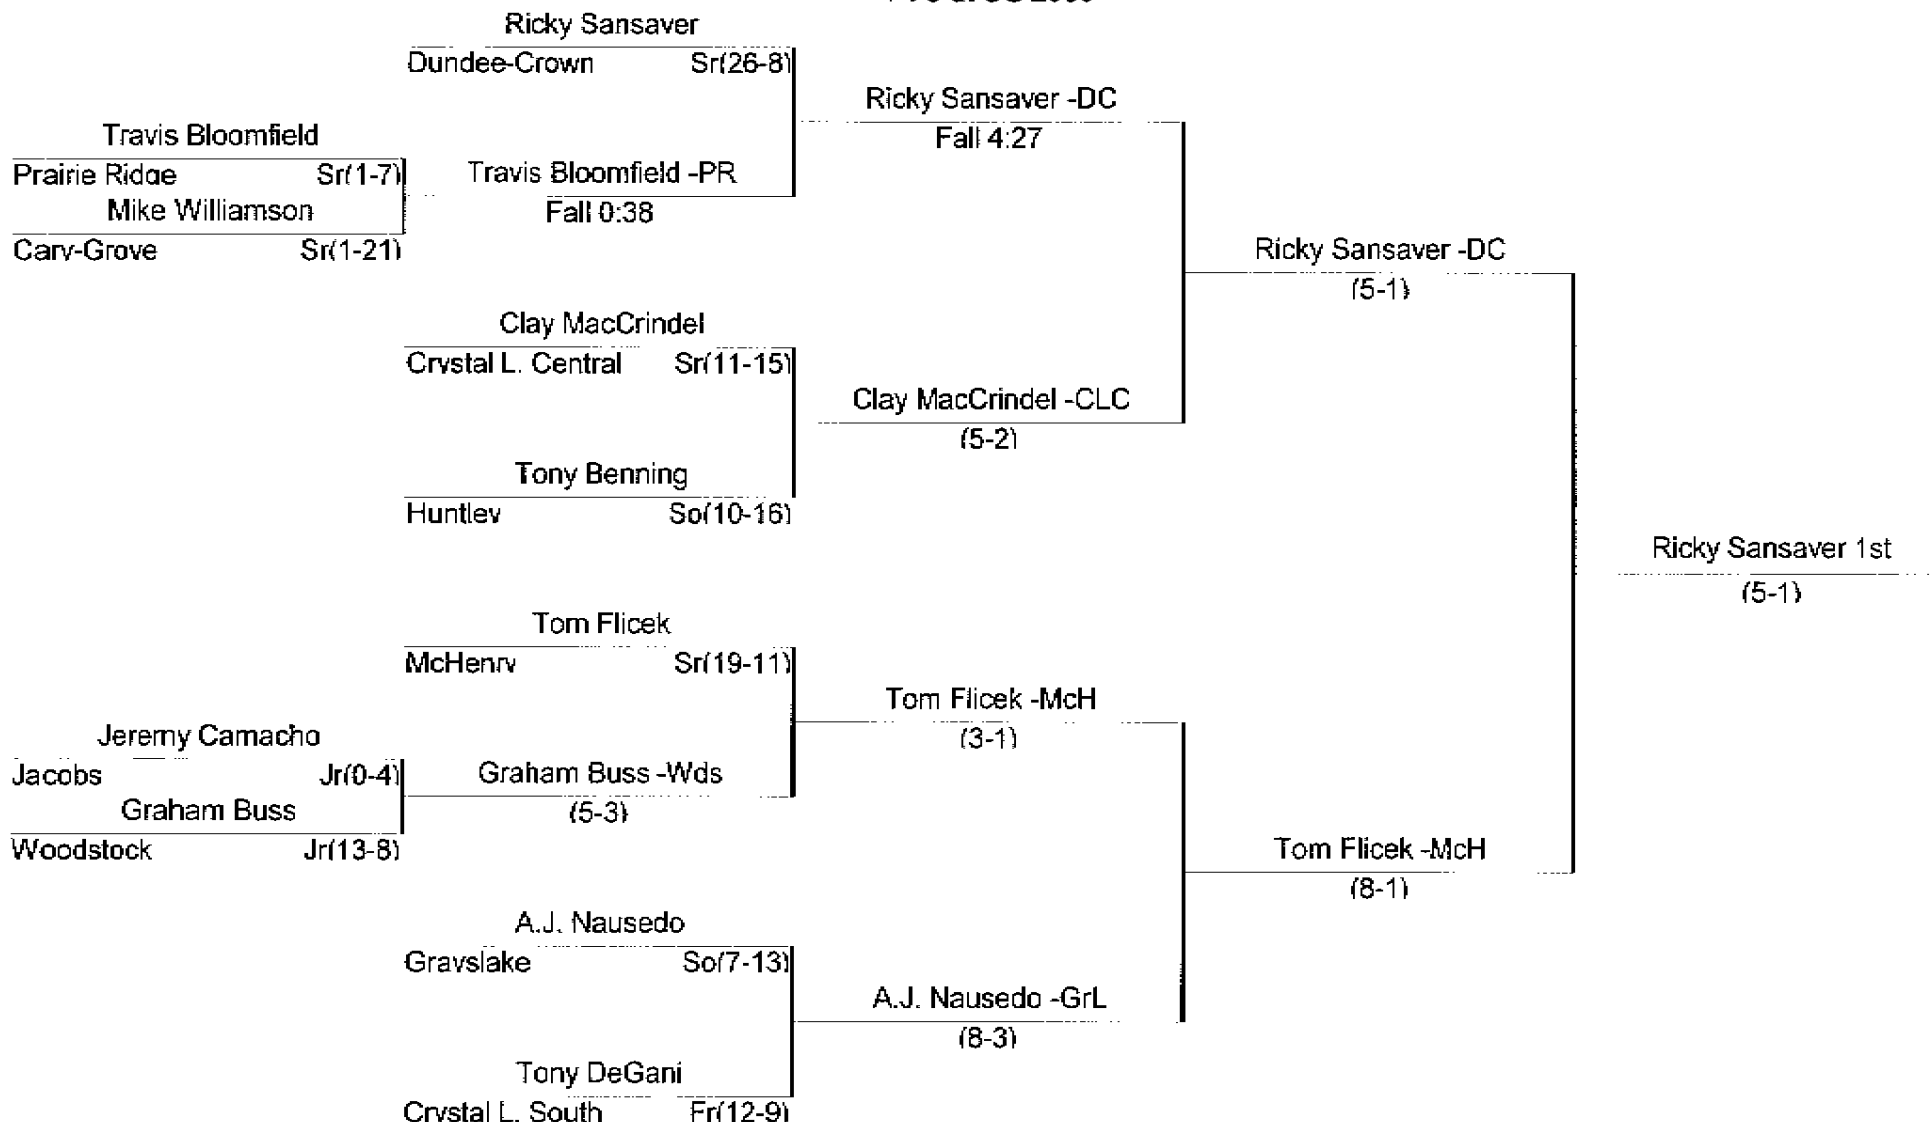 Ricky Sansaver
Dundee-Crown Sr(26-8)
Ricky Sansaver -DC
Fall 4:27
Travis Bloomfield
Prairie Ridge Sr(1-7)
Travis Bloomfield -PR
Fall 0:38
Mike Williamson
Cary-Grove Sr(1-21)
Ricky Sansaver -DC
(5-1)
Clay MacCrindel
Crystal L. Central Sr(11-15)
Clay MacCrindel -CLC
(5-2)
Tony Benning
Huntley So(10-16)
Ricky Sansaver 1st
(5-1)
Tom Flicek
McHenry Sr(19-11)
Tom Flicek -McH
(3-1)
Jeremy Camacho
Jacobs Jr(0-4)
Graham Buss -Wds
(5-3)
Graham Buss
Woodstock Jr(13-8)
Tom Flicek -McH
(8-1)
A.J. Nausedo
Grayslake So(7-13)
A.J. Nausedo -GrL
(8-3)
Tony DeGani
Crystal L. South Fr(12-9)